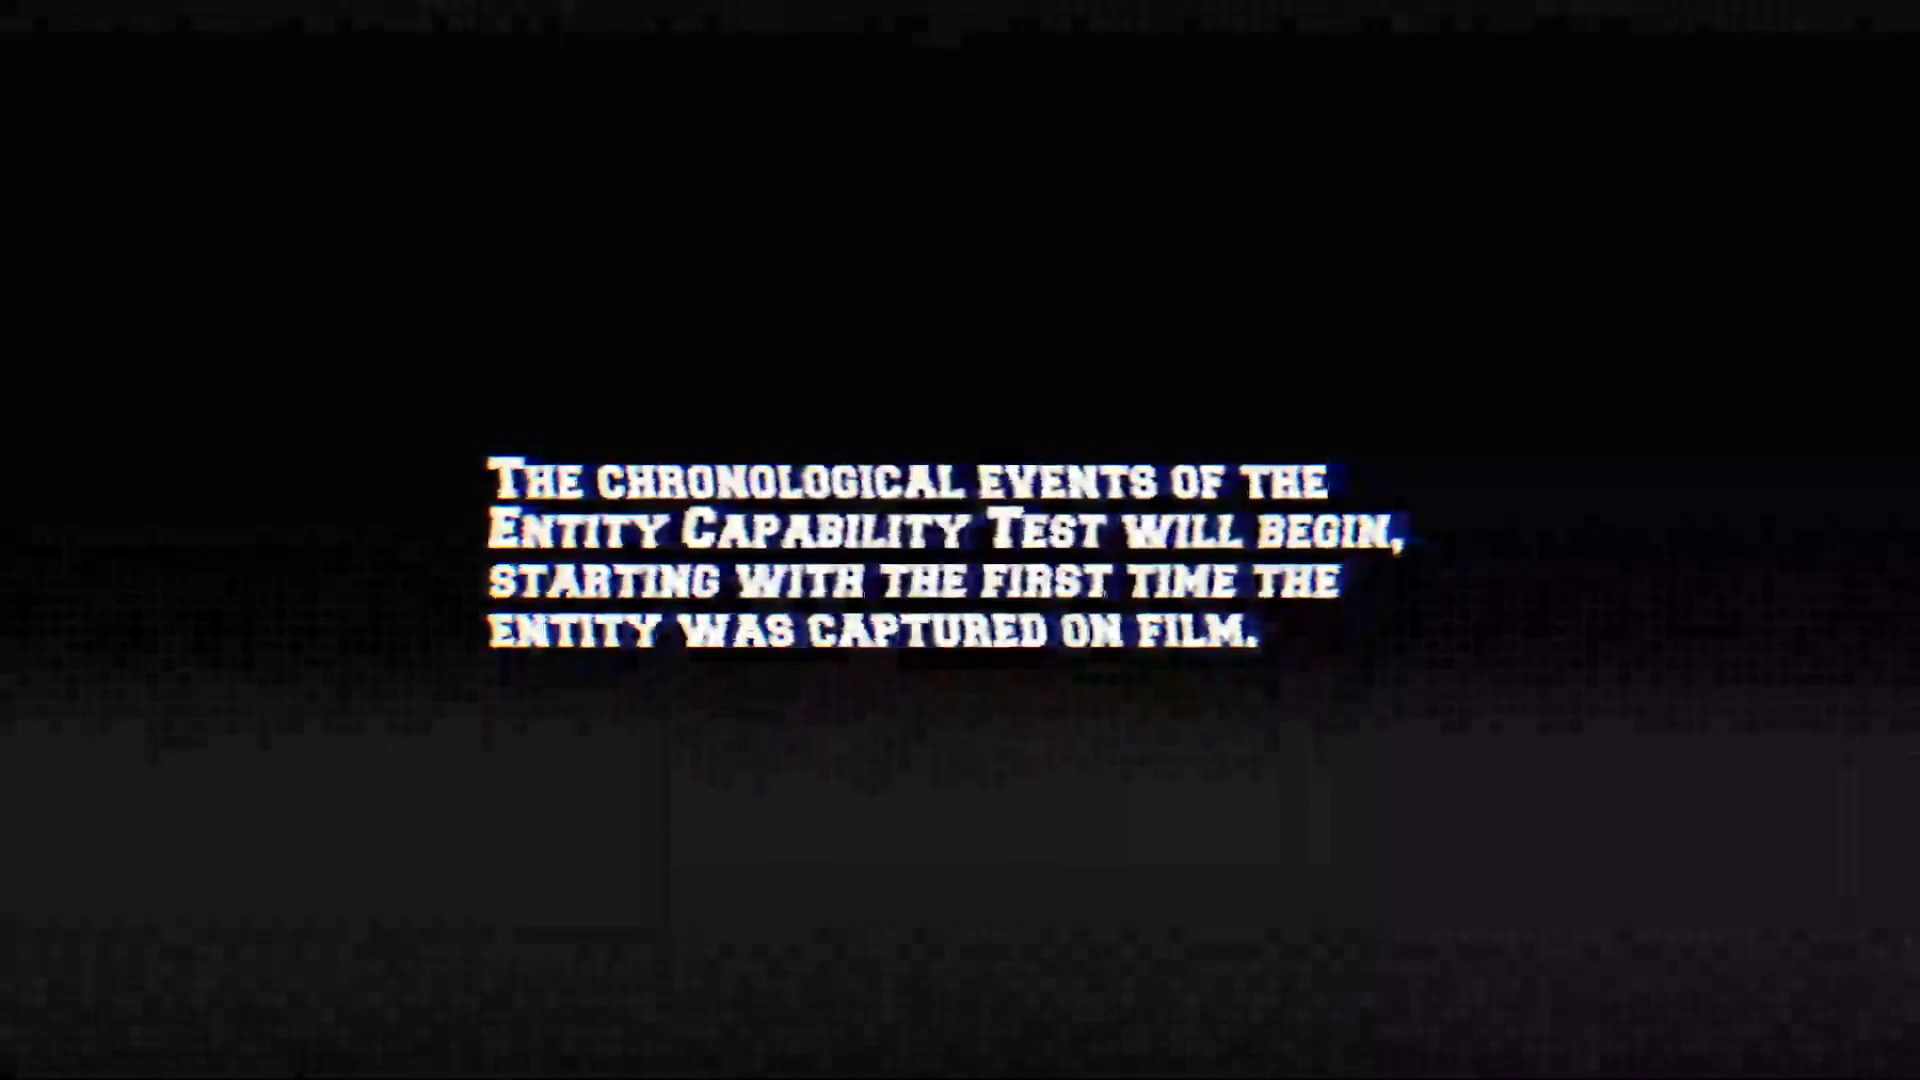 The chronological events of the
Entity Capability Test will begin,
starting with the first time the
entity was captured on film.